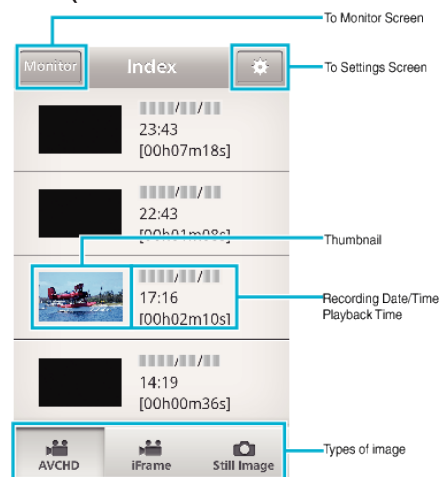 To Monitor Screen
Monitor
Index
To Settings Screen
23:43
[00h07m18s]
22:43
[00h01m08s]
Thumbnail
17:16
[00h02m10s]
Recording Date/Time
Playback Time
14:19
[00h00m36s]
AVCHD
iFrame
Still Image
Types of image